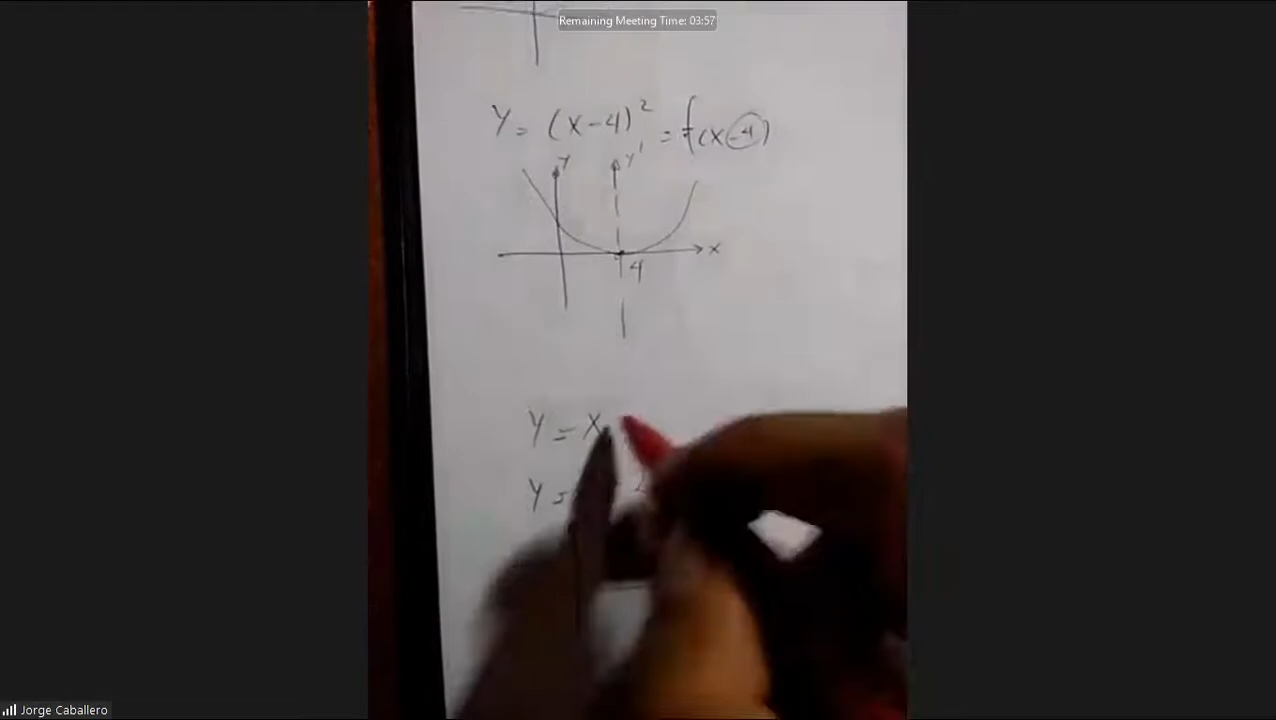 Remaining Meeting Time: 03:57
Y = (X-4)² = f(X-4)
Y Y'
X
4
Y = X
Y =
Jorge Caballero